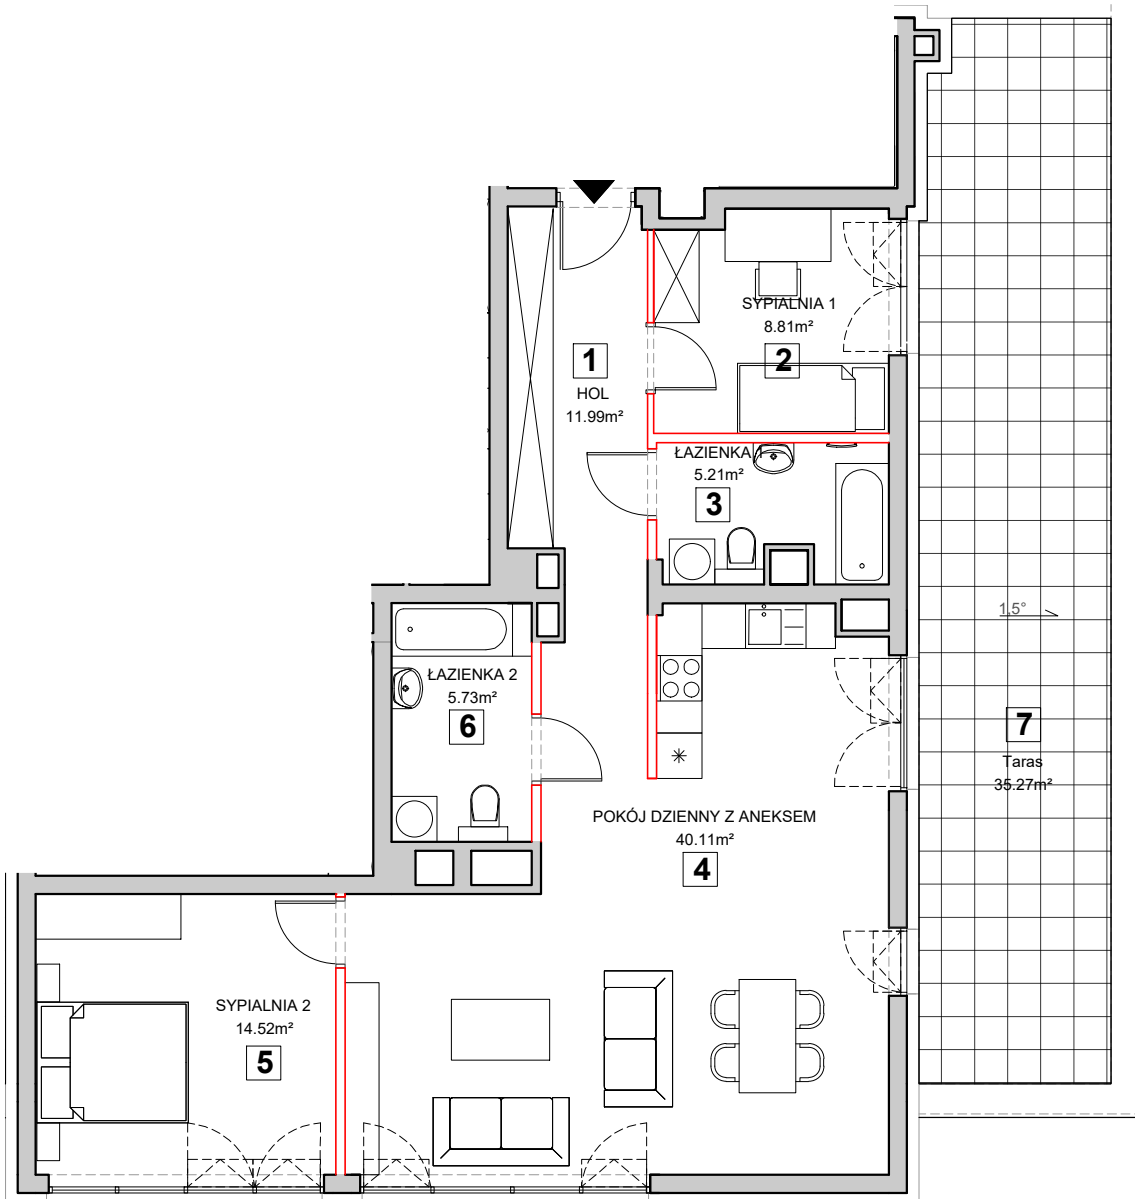 1
HOL
11.99m²
SYPIALNIA 1
8.81m²
2
ŁAZIENKA 1
5.21m²
3
ŁAZIENKA 2
5.73m²
6
POKÓJ DZIENNY Z ANEKSEM
40.11m²
4
1,5°
7
Taras
35.27m²
SYPIALNIA 2
14.52m²
5